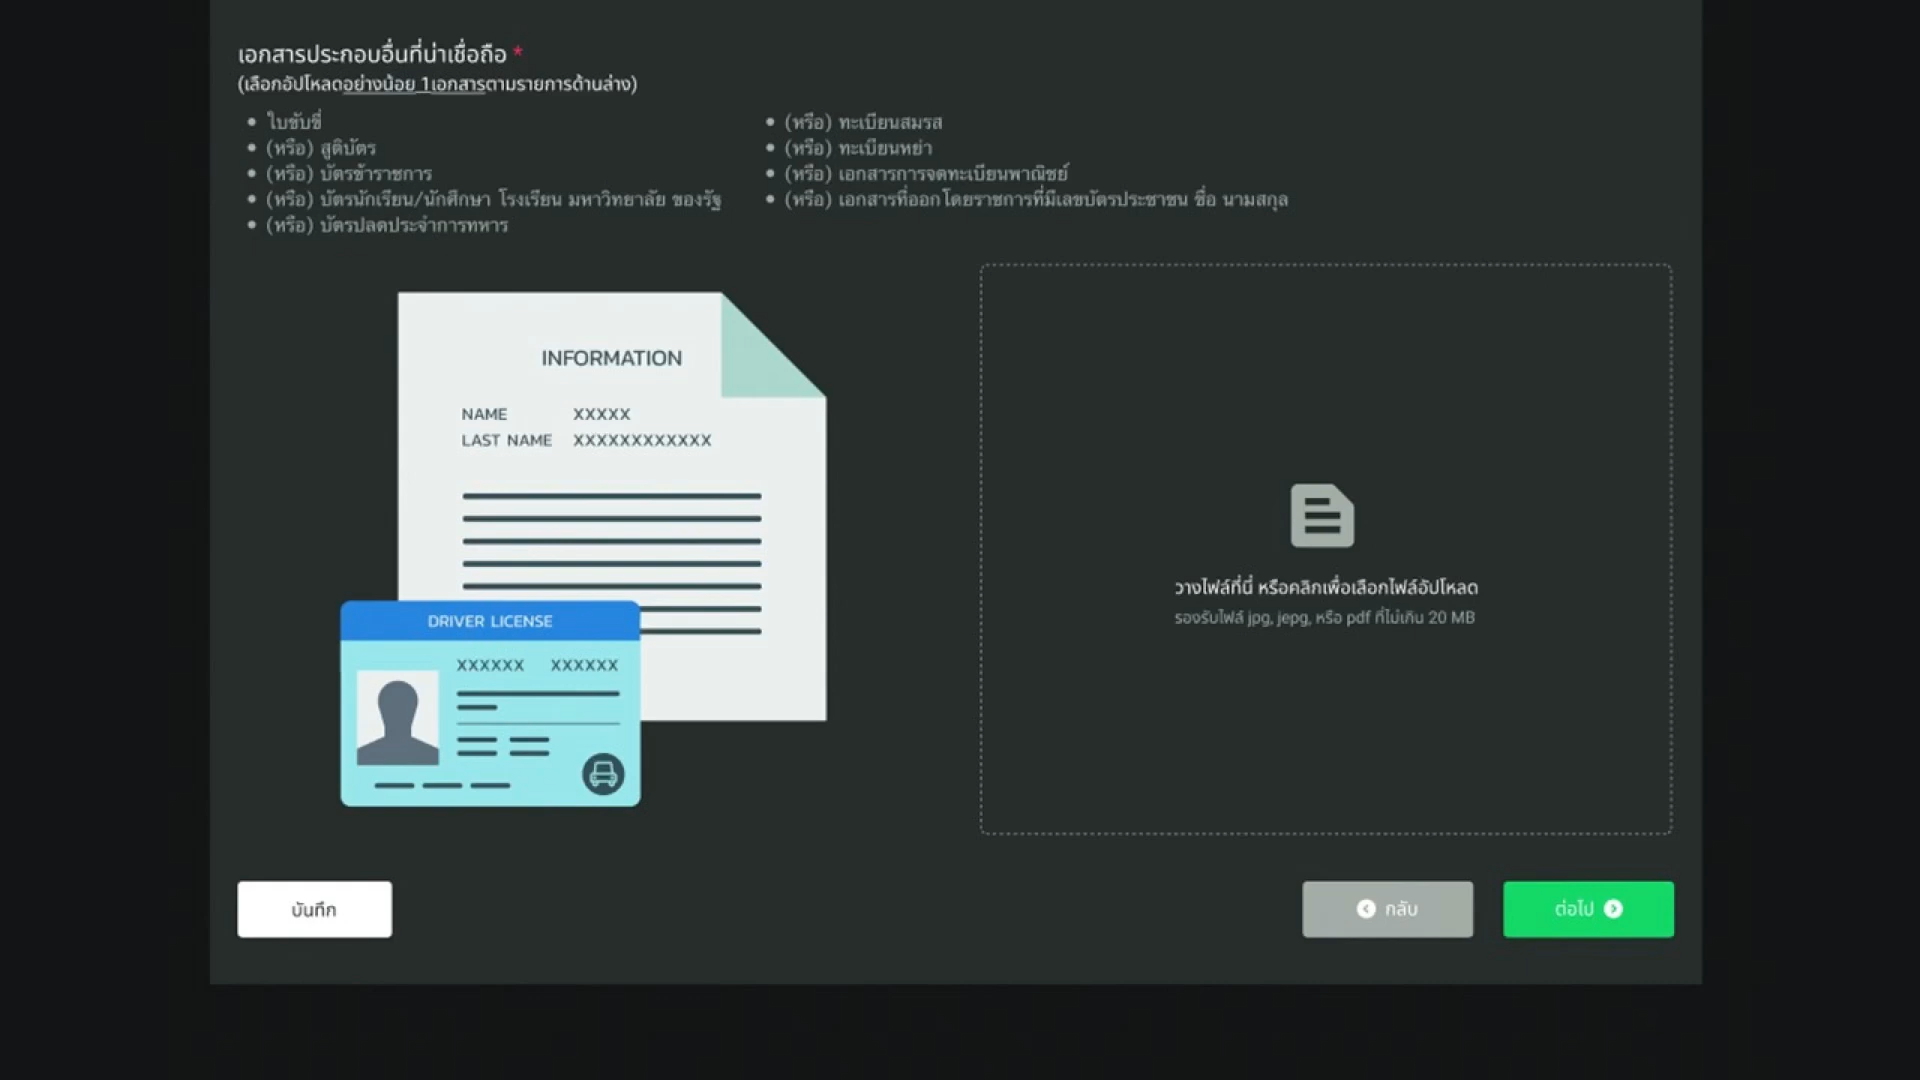 เอกสารประกอบอื่นที่น่าเชื่อถือ *
(เลือกอัปโหลดอย่างน้อย 1เอกสารตามรายการด้านล่าง)
• ใบขับขี่
• (หรือ) สูติบัตร
• (หรือ) บัตรข้าราชการ
• (หรือ) บัตรนักเรียน/นักศึกษา โรงเรียน มหาวิทยาลัย ของรัฐ
• (หรือ) บัตรปลดประจำการทหาร
• (หรือ) ทะเบียนสมรส
• (หรือ) ทะเบียนหย่า
• (หรือ) เอกสารการจดทะเบียนพาณิชย์
• (หรือ) เอกสารที่ออกโดยราชการที่มีเลขบัตรประชาชน ชื่อ นามสกุล
INFORMATION
NAME XXXXX
LAST NAME XXXXXXXXXXXX
DRIVER LICENSE
XXXXXX XXXXXX
วางไฟล์ที่นี่ หรือคลิกเพื่อเลือกไฟล์อัปโหลด
รองรับไฟล์ jpg, jepg, หรือ pdf ที่ไม่เกิน 20 MB
บันทึก
กลับ
ต่อไป